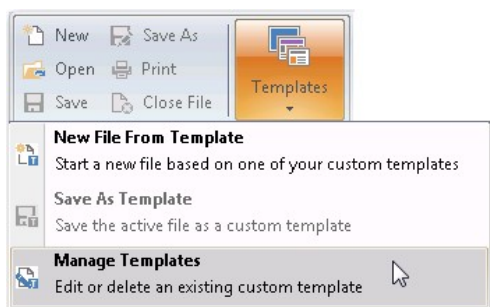 New Save As
Open Print
Save Close File
Templates
New File From Template
Start a new file based on one of your custom templates
Save As Template
Save the active file as a custom template
Manage Templates
Edit or delete an existing custom template